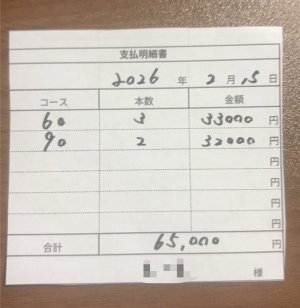 支払明細書
2026 年 2 月 15 日
コース 本数 金額
60 3 33000 円
90 2 32000 円
円
円
円
円
合計 65,000 円
様